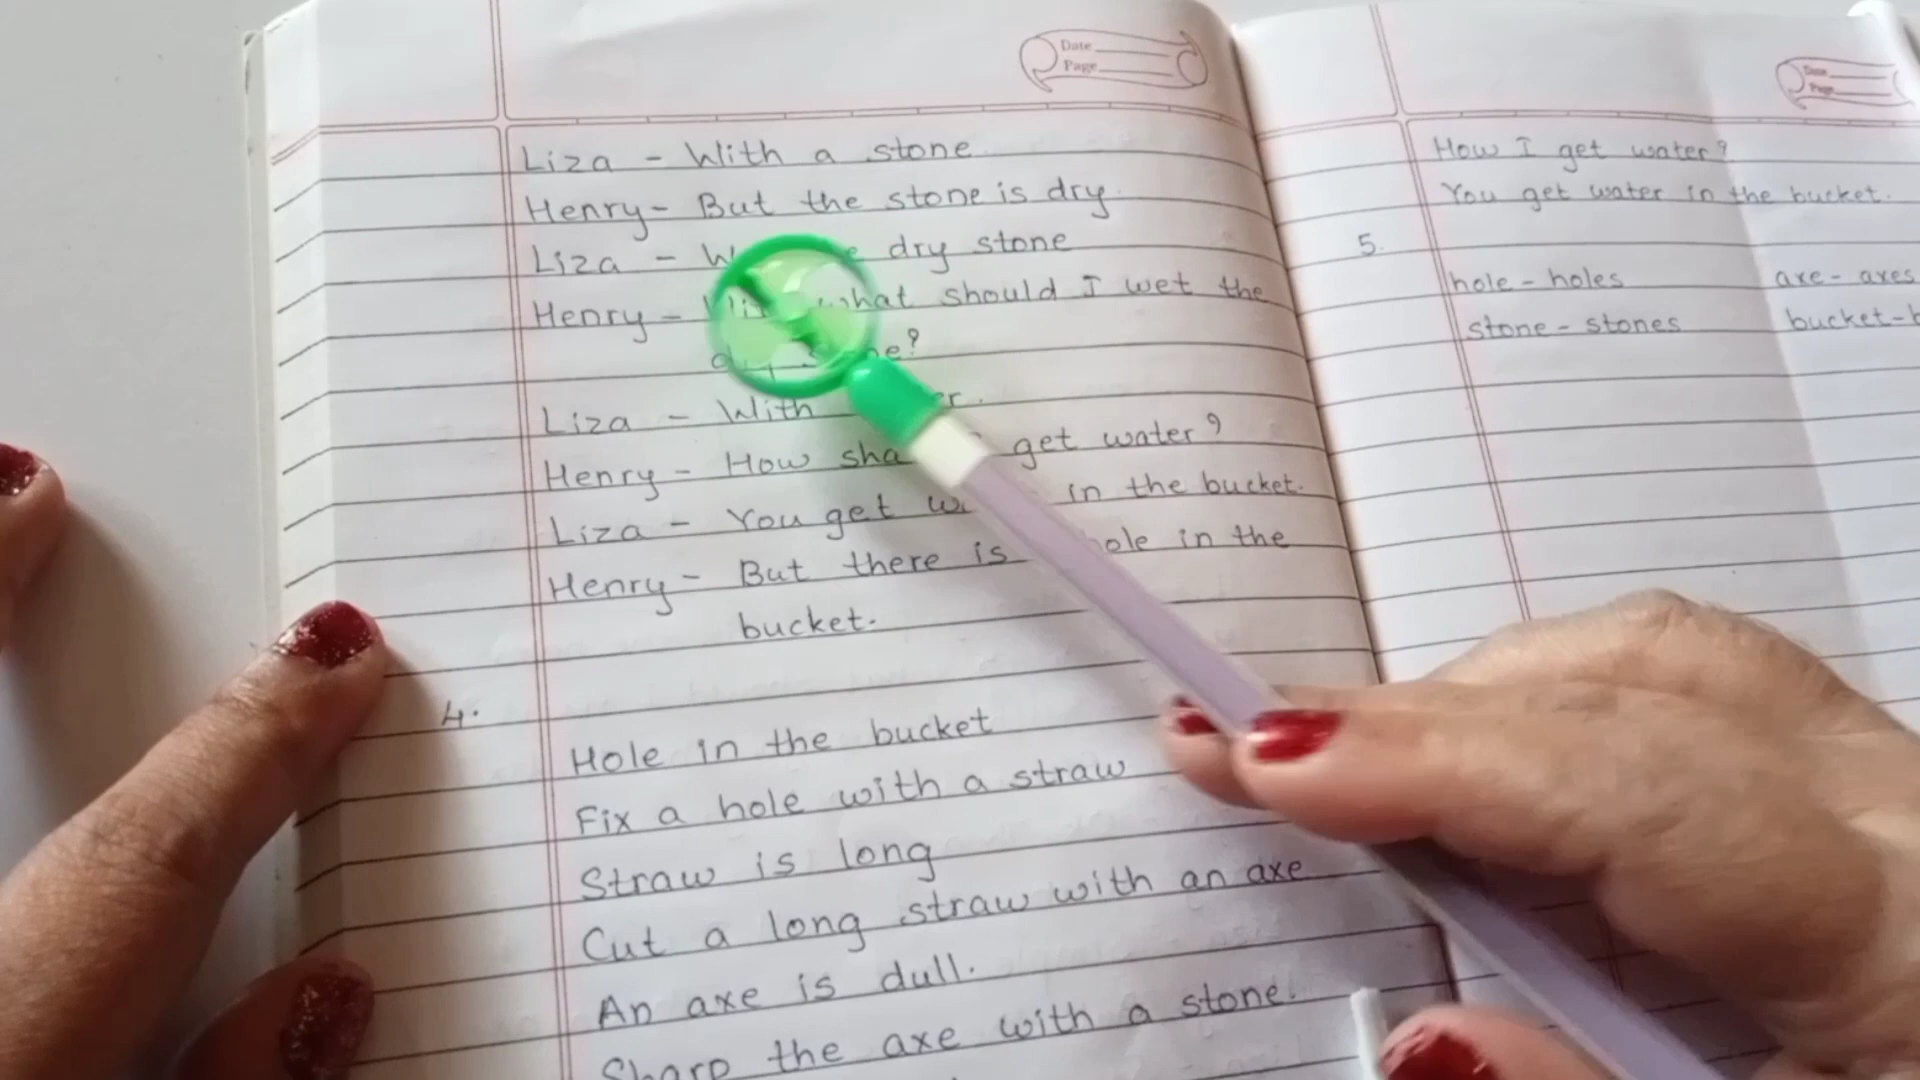 Date
Page
Liza - With a stone
Henry - But the stone is dry.
Liza - dry stone
Henry - what should I wet the
?
Liza - With
Henry - How get water?
Liza - You get in the bucket.
Henry - But there is hole in the
bucket.
4.
Hole in the bucket
Fix a hole with a straw
Straw is long
Cut a long straw with an axe
An axe is dull.
Sharp the axe with a stone.
Date
Page
How I get water?
You get water in the bucket.
5.
hole - holes axe - axes
stone - stones bucket -